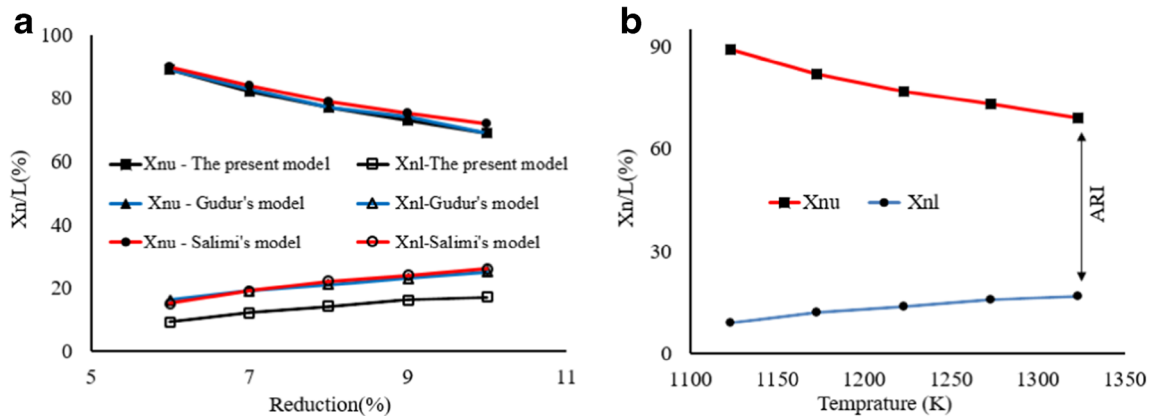 a
100
80
60
40
20
0
Xn/L(%)
Xnu - The present model
Xnl-The present model
Xnu - Gudur's model
Xnl-Gudur's model
Xnu - Salimi's model
Xnl-Salimi's model
5
7
9
11
Reduction(%)
b
90
60
30
0
Xn/L(%)
Xnu
Xnl
ARI
1100
1150
1200
1250
1300
1350
Temprature (K)